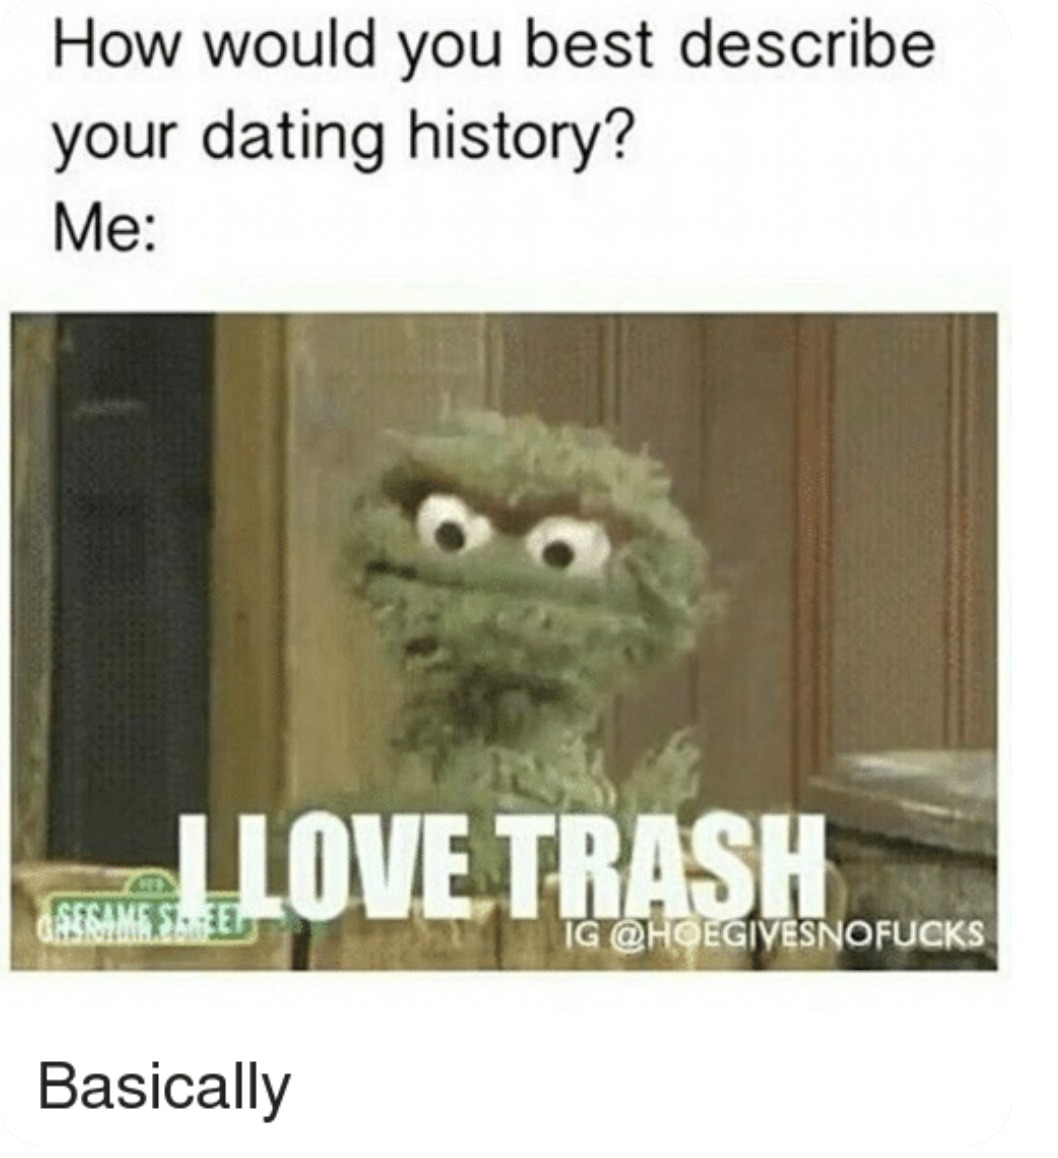 How would you best describe
your dating history?
Me:
I LOVE TRASH
SESAME STREET
IG @HOEGIVESNOFUCKS
Basically